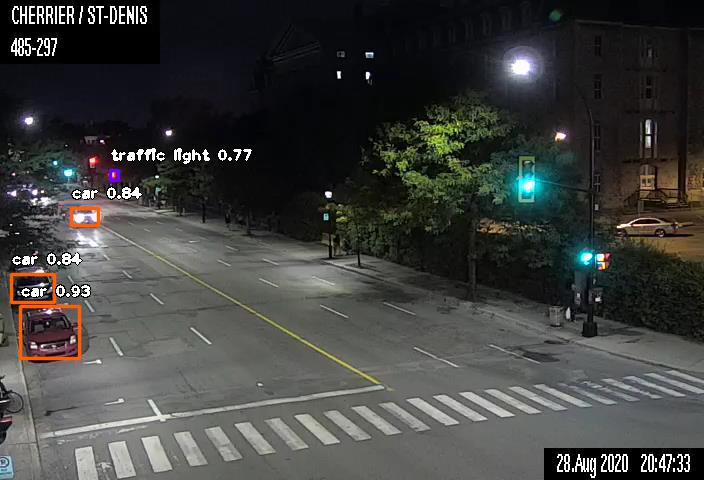 CHERRIER / ST-DENIS
485-297
traffic light 0.77
car 0.84
car 0.84
car 0.93
28.Aug 2020 20:47:33